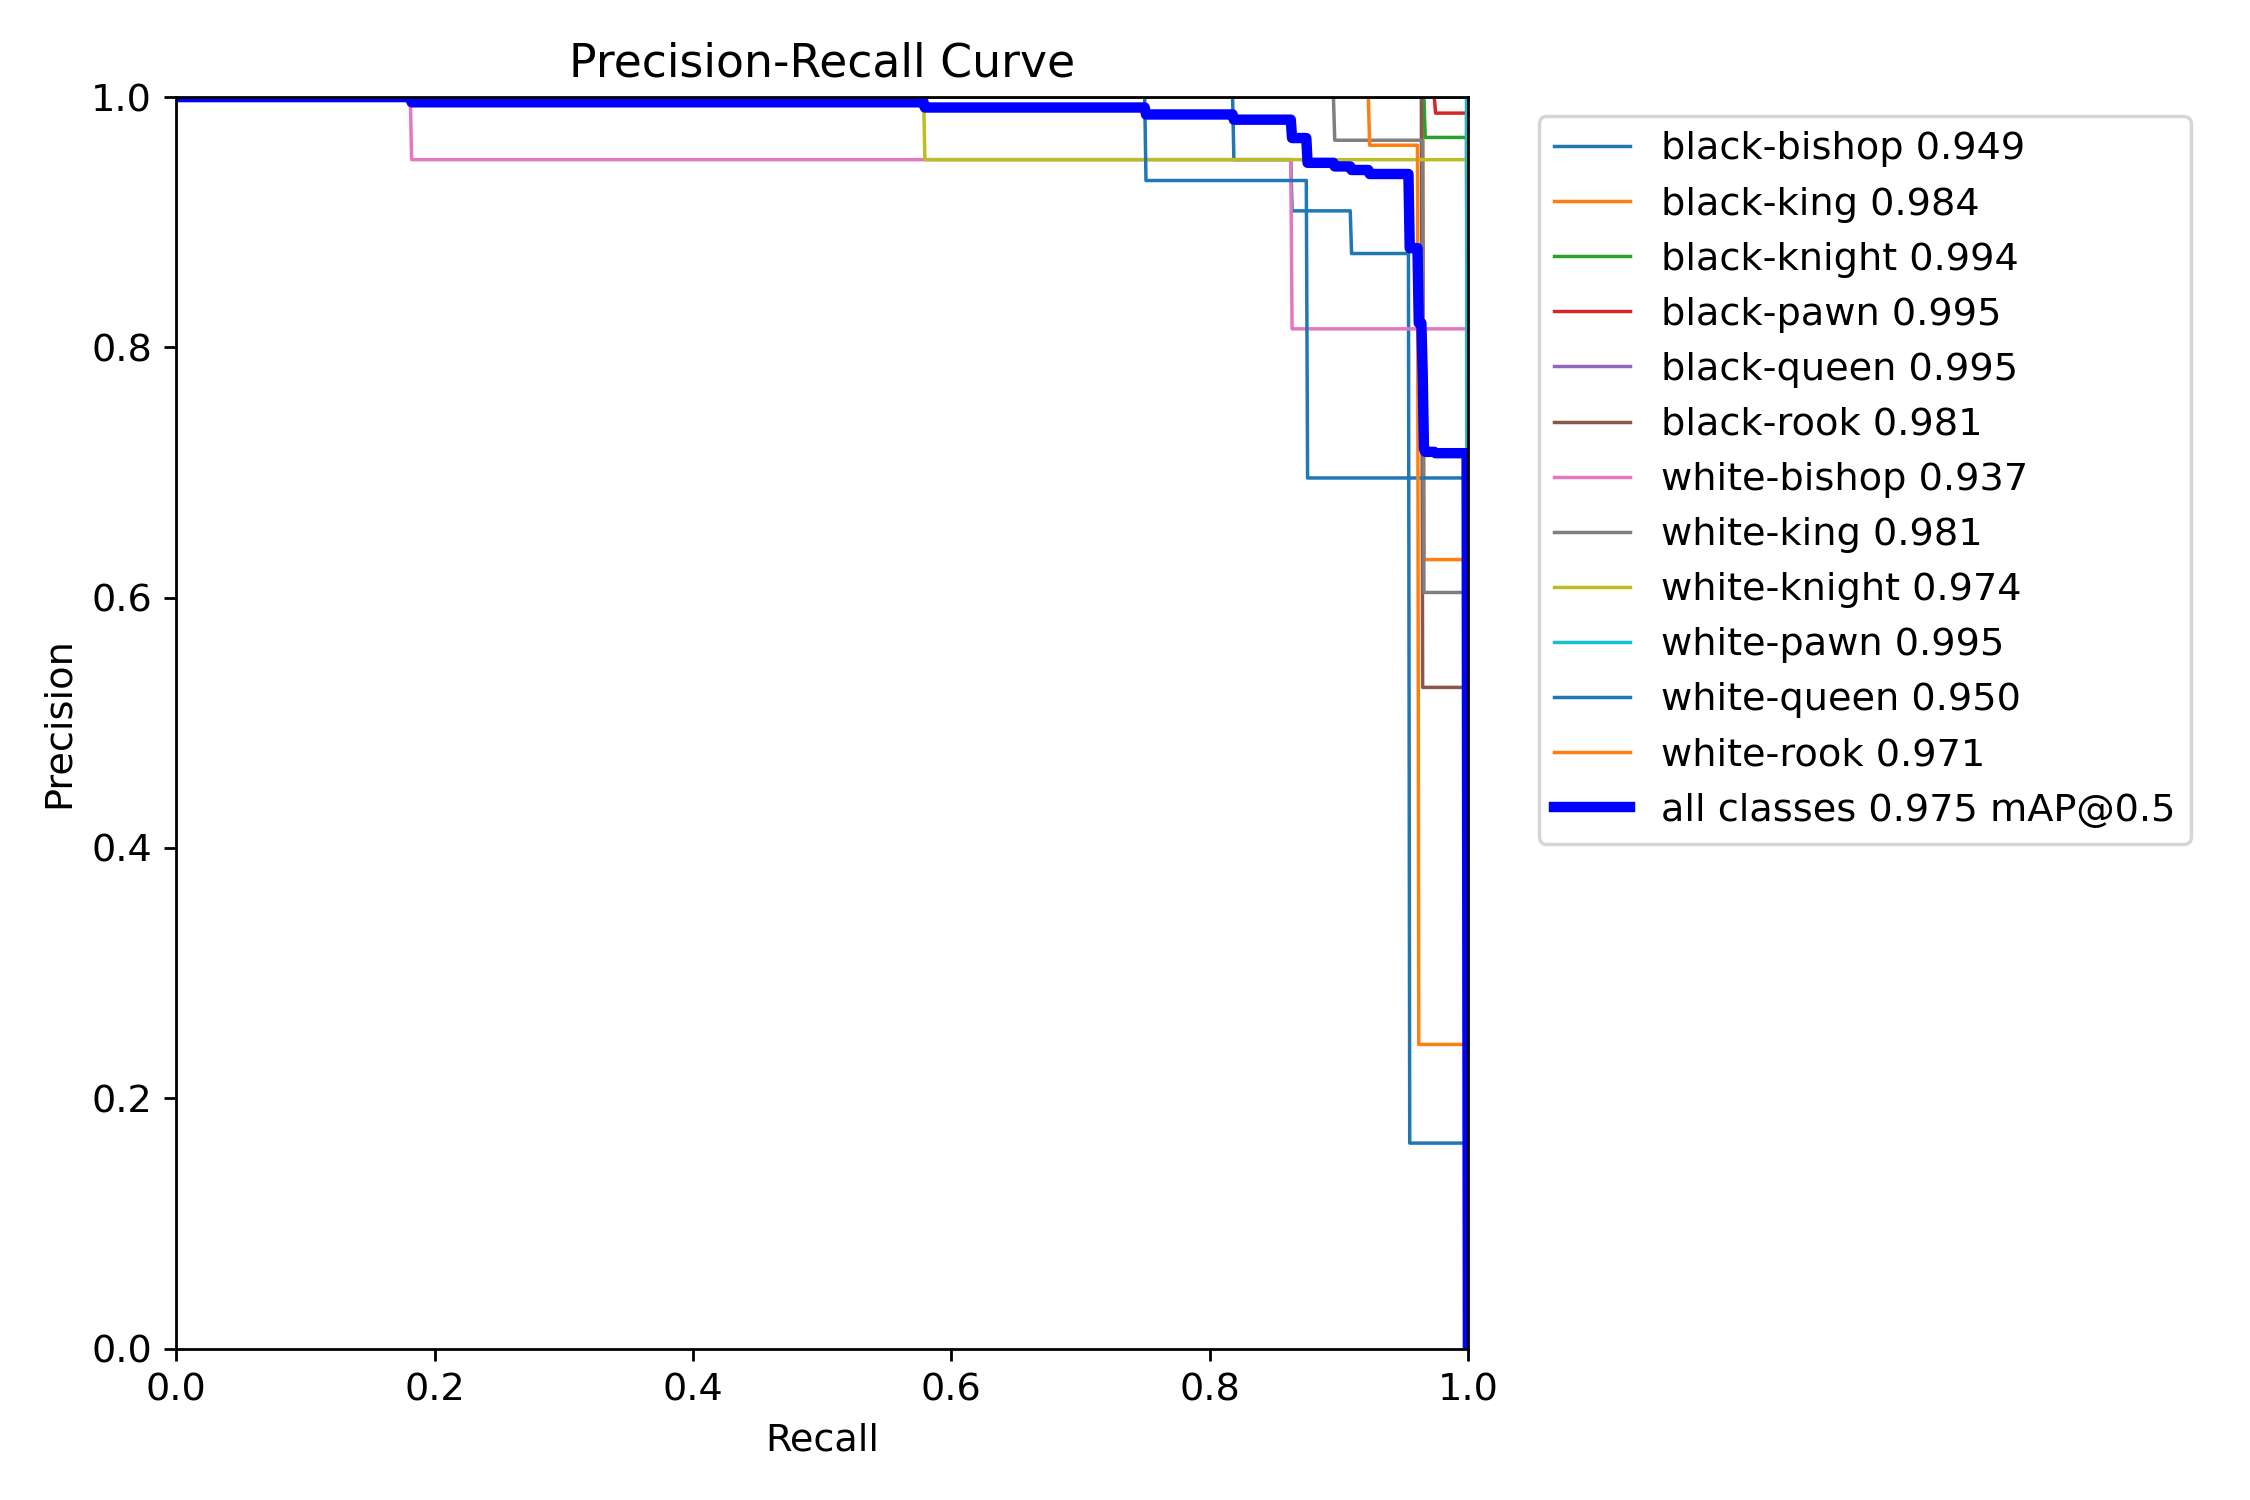 Precision-Recall Curve
1.0
0.8
0.6
0.4
0.2
0.0
Precision
0.0 0.2 0.4 0.6 0.8 1.0
Recall
black-bishop 0.949
black-king 0.984
black-knight 0.994
black-pawn 0.995
black-queen 0.995
black-rook 0.981
white-bishop 0.937
white-king 0.981
white-knight 0.974
white-pawn 0.995
white-queen 0.950
white-rook 0.971
all classes 0.975 mAP@0.5